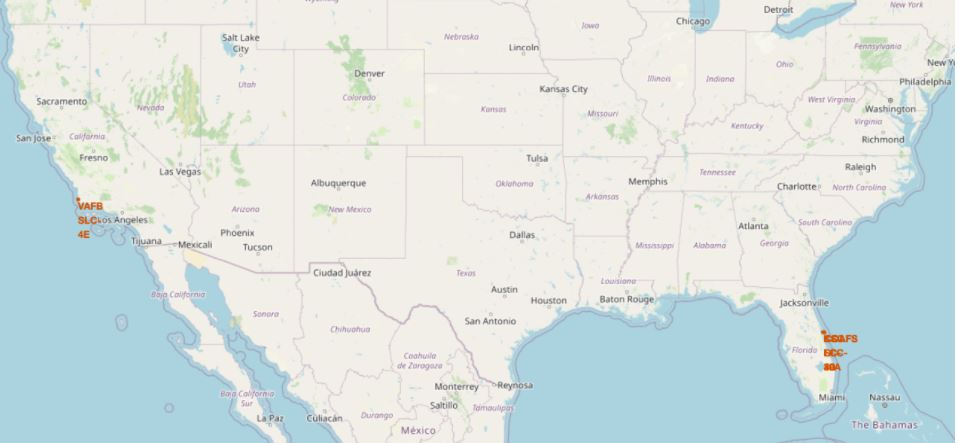 Wyoming
New York
Detroit
Chicago
Iowa
Nebraska
Salt Lake
City
Lincoln
Pennsylvania
Ohio
New Y
Denver
Utah
Illinois
Indiana
Philadelphia
Kansas City
Colorado
Sacramento
Nevada
West Virginia
Washington
Kansas
Missouri
Virginia
Kentucky
San Jose
California
Richmond
Fresno
Tulsa
Raleigh
Las Vegas
Tennessee
Albuquerque
Oklahoma
Memphis
Charlotte
North Carolina
Arkansas
VAFB
SLC-
4E
Los Angeles
Arizona
New Mexico
South Carolina
Atlanta
Phoenix
Dallas
Tijuana
Mexicali
Tucson
Mississippi
Alabama
Georgia
Ciudad Juárez
Texas
Louisiana
Austin
Baja California
Houston
Baton Rouge
Jacksonville
Sonora
San Antonio
Chihuahua
Florida
Coahuila
de Zaragoza
Monterrey
Reynosa
Baja California
Sur
Miami
Nassau
Saltillo
Tamaulipas
La Paz
Culiacán
Durango
México
The Bahamas